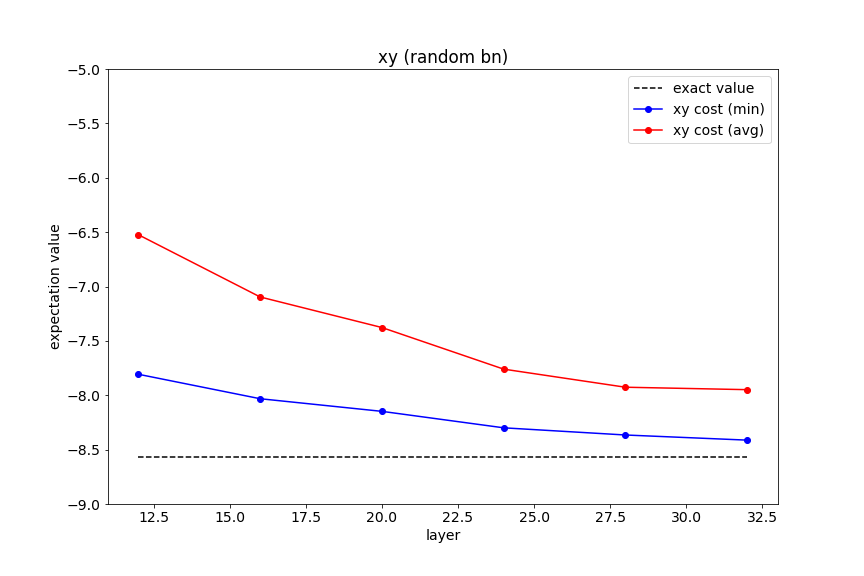 xy (random bn)
exact value
xy cost (min)
xy cost (avg)
expectation value
−5.0
−5.5
−6.0
−6.5
−7.0
−7.5
−8.0
−8.5
−9.0
12.5 15.0 17.5 20.0 22.5 25.0 27.5 30.0 32.5
layer